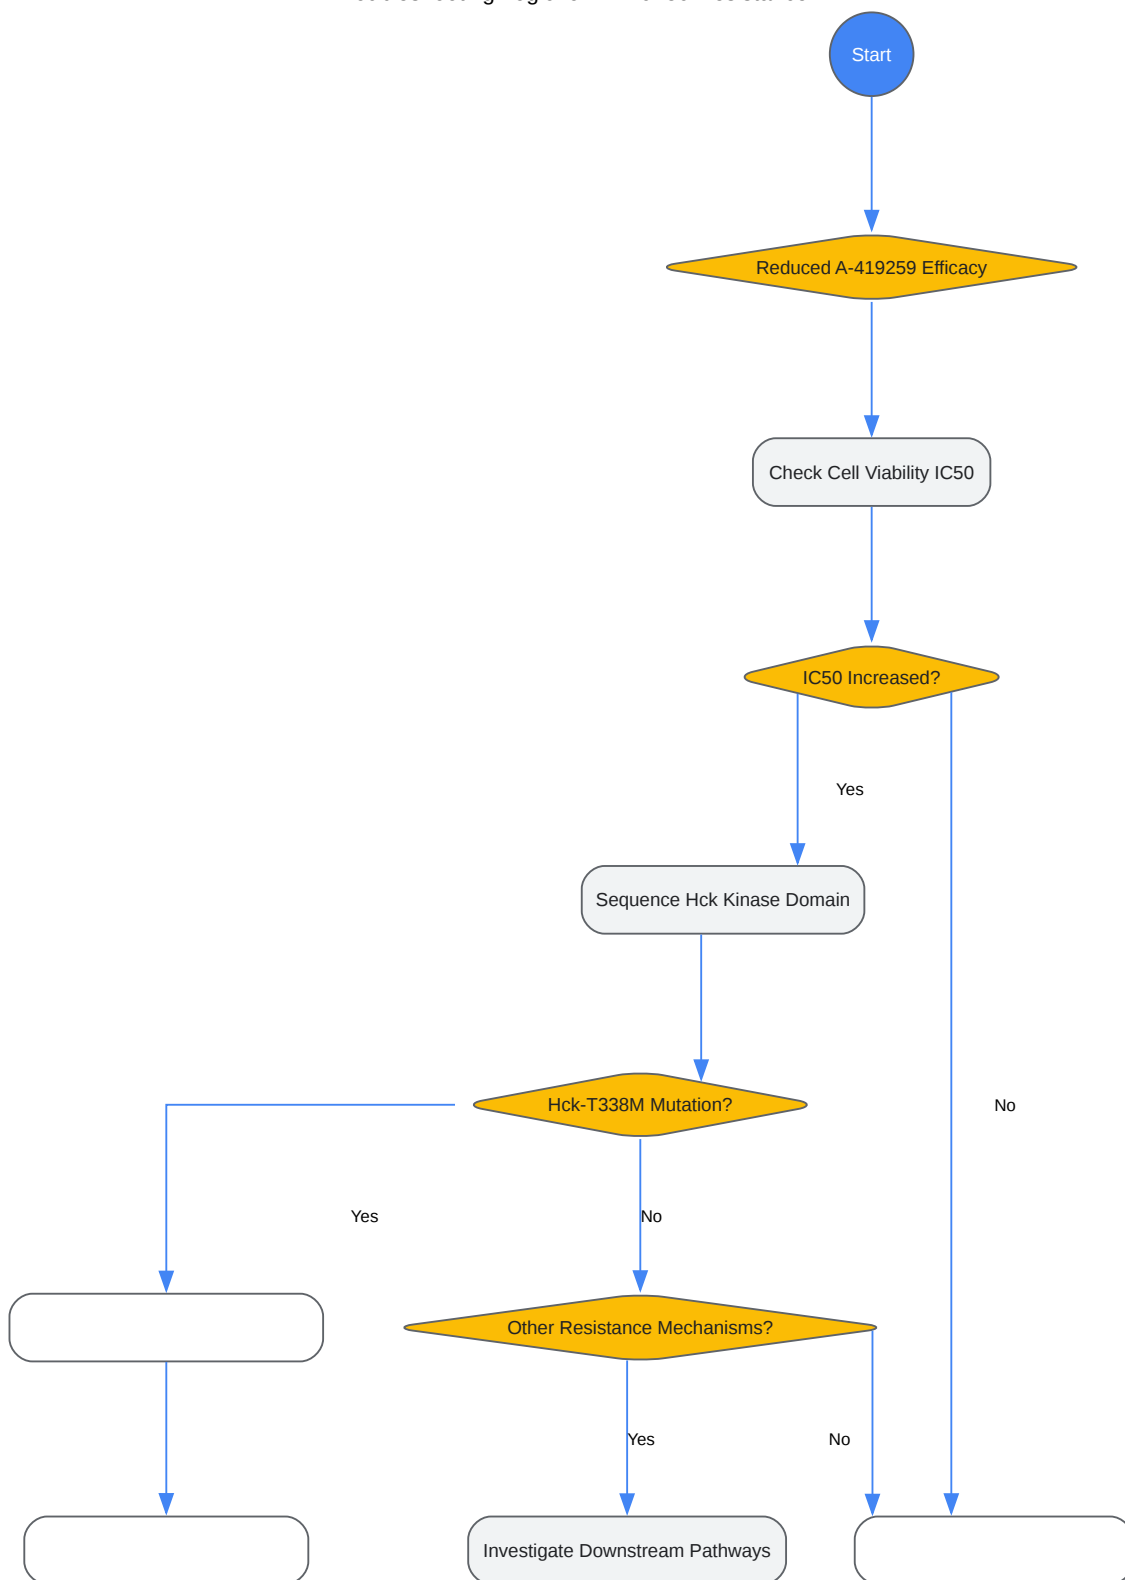 Start
Reduced A-419259 Efficacy
Check Cell Viability IC50
IC50 Increased?
Yes
Sequence Hck Kinase Domain
Hck-T338M Mutation?
No
Yes
No
Other Resistance Mechanisms?
Yes
No
Investigate Downstream Pathways